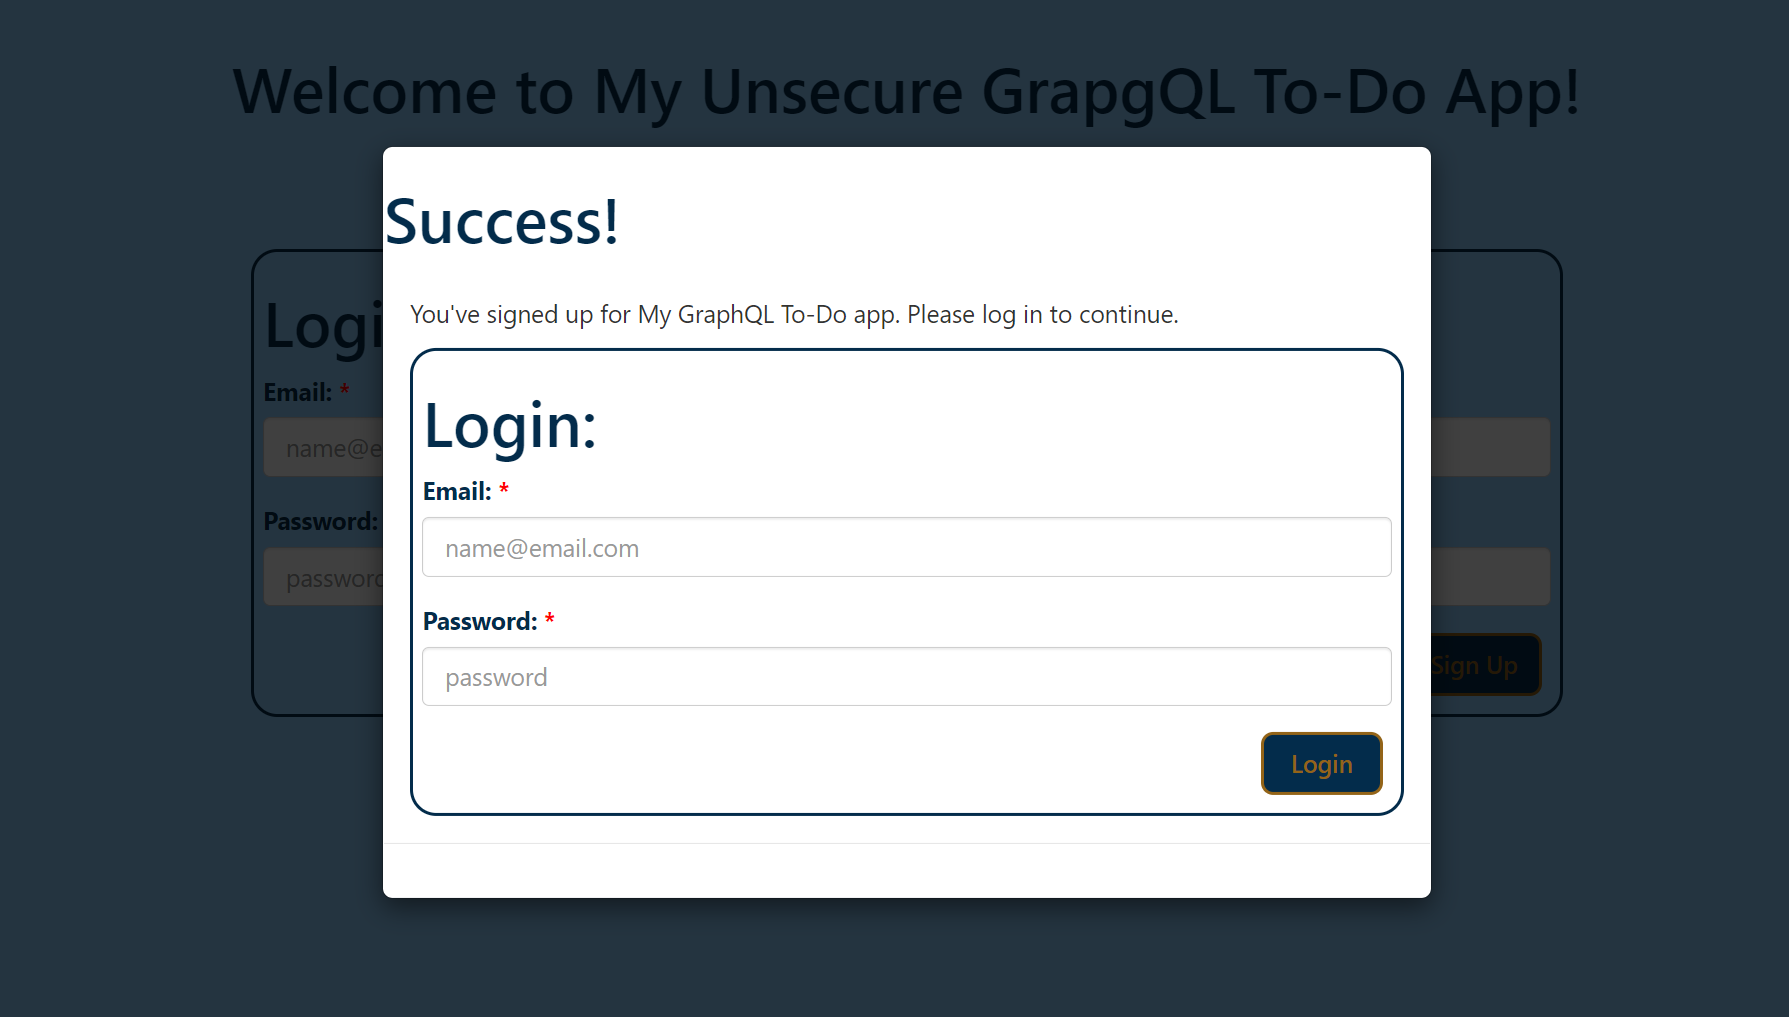 Welcome to My Unsecure GrapgQL To-Do App!
Success!
You've signed up for My GraphQL To-Do app. Please log in to continue.
Login:
Email: *
name@email.com
Password: *
password
Login
Logi
Email: *
name@e
Password:
password
Sign Up